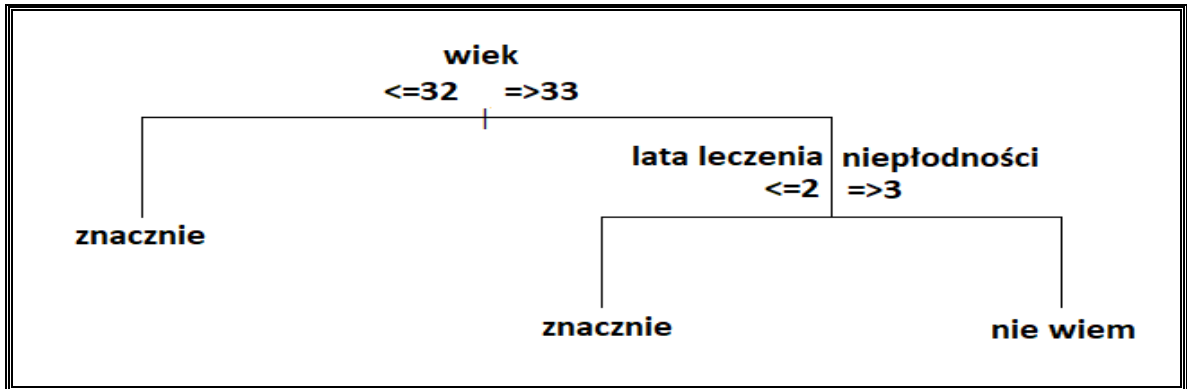 wiek
<=32 =>33
lata leczenia niepłodności
<=2 =>3
znacznie
znacznie
nie wiem